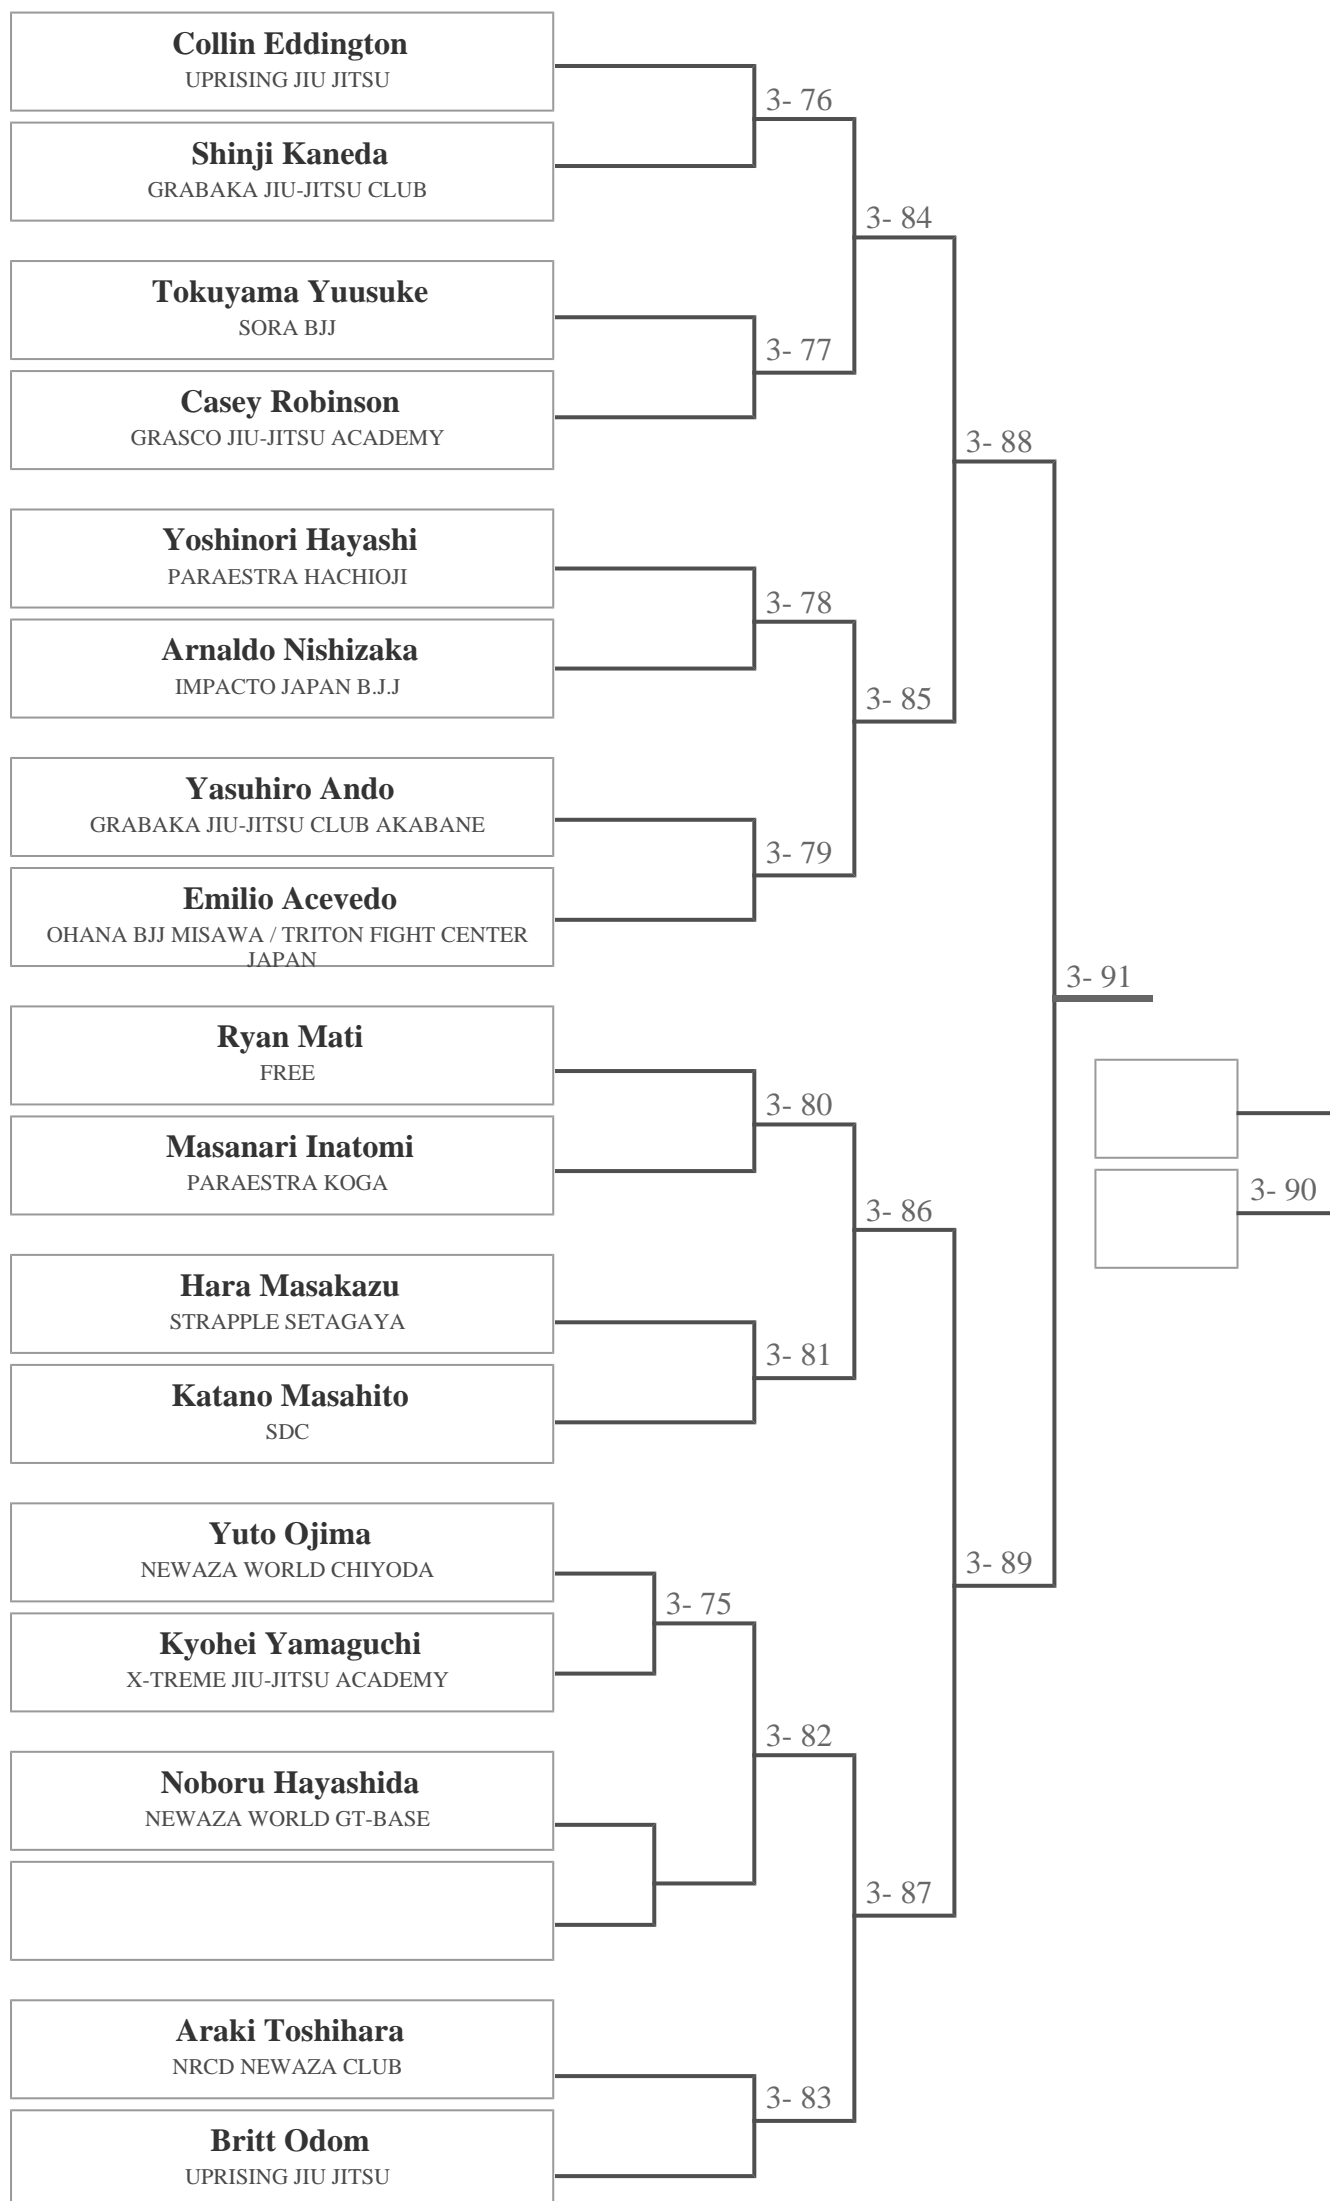 Collin Eddington
UPRISING JIU JITSU
3- 76
Shinji Kaneda
GRABAKA JIU-JITSU CLUB
3- 84
Tokuyama Yuusuke
SORA BJJ
3- 77
Casey Robinson
GRASCO JIU-JITSU ACADEMY
3- 88
Yoshinori Hayashi
PARAESTRA HACHIOJI
3- 78
Arnaldo Nishizaka
IMPACTO JAPAN B.J.J
3- 85
Yasuhiro Ando
GRABAKA JIU-JITSU CLUB AKABANE
3- 79
Emilio Acevedo
OHANA BJJ MISAWA / TRITON FIGHT CENTER
JAPAN
3- 91
Ryan Mati
FREE
3- 80
Masanari Inatomi
PARAESTRA KOGA
3- 90
3- 86
Hara Masakazu
STRAPPLE SETAGAYA
3- 81
Katano Masahito
SDC
Yuto Ojima
NEWAZA WORLD CHIYODA
3- 89
3- 75
Kyohei Yamaguchi
X-TREME JIU-JITSU ACADEMY
3- 82
Noboru Hayashida
NEWAZA WORLD GT-BASE
3- 87
Araki Toshihara
NRCD NEWAZA CLUB
3- 83
Britt Odom
UPRISING JIU JITSU